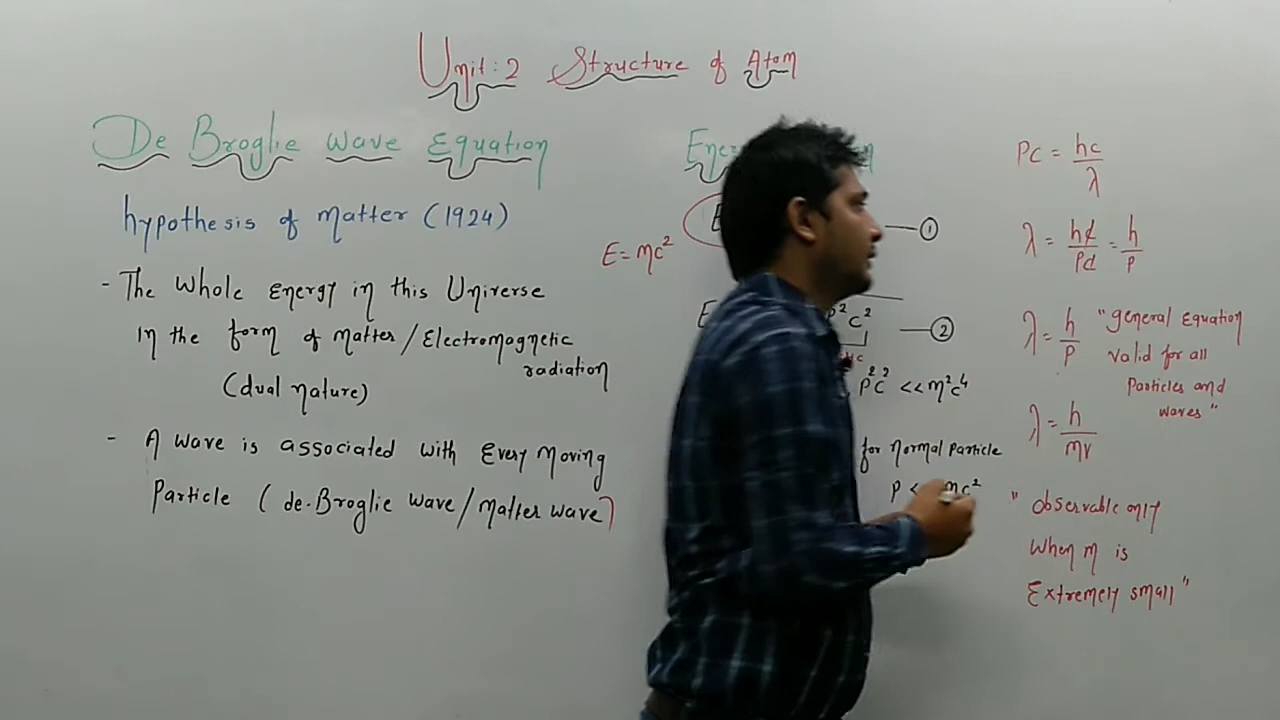 Unit:2 Structure of Atom
De Broglie Wave Equation
hypothesis of matter (1924)
- The Whole Energy in this Universe
In the form of matter/Electromagnetic
radiation
(dual nature)
- A wave is associated with Every moving
Particle (de-Broglie wave/Matter wave)
E = mc²
①
P²C² ②
P²C² << m²c⁴
for Normal Particle
PC = hc/λ
λ = hc/Pc = h/P
λ = h/P "general Equation
valid for all
Particles and
waves"
λ = h/mv
"observable only
When m is
Extremely small"